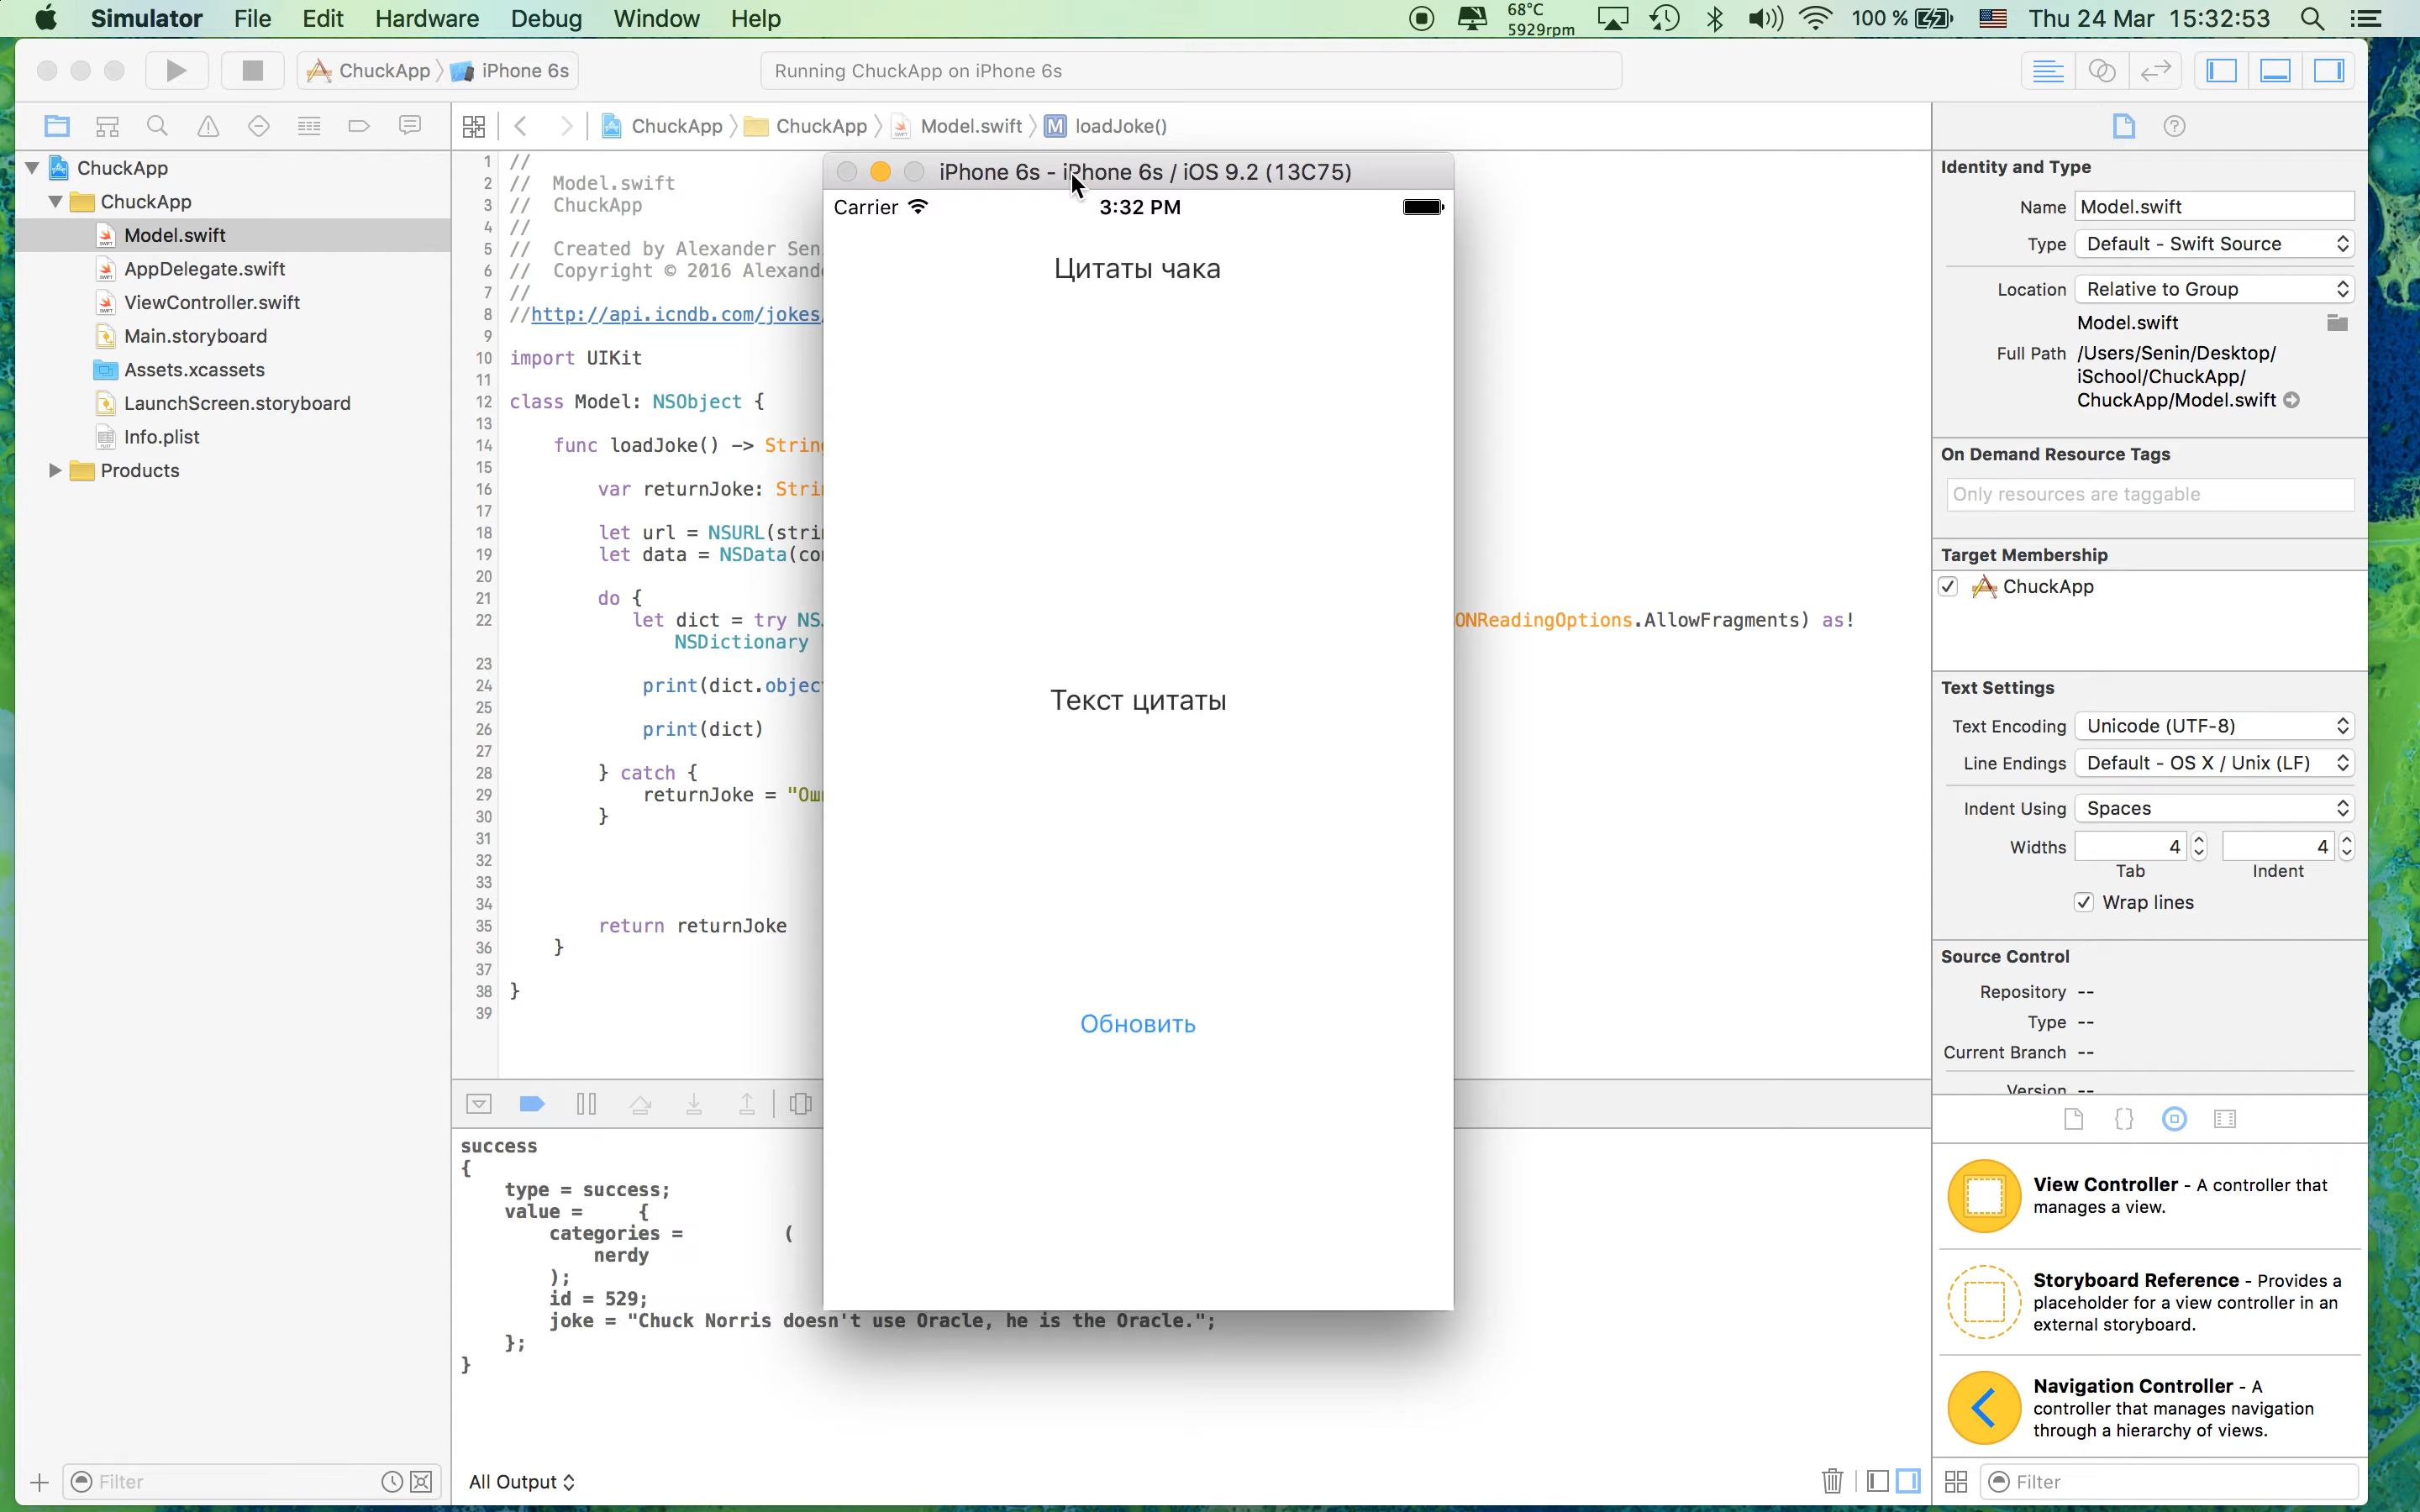 Simulator File Edit Hardware Debug Window Help
68°C
5929rpm
100 %
Thu 24 Mar 15:32:53
ChuckApp
iPhone 6s
Running ChuckApp on iPhone 6s
ChuckApp
ChuckApp
Model.swift
M loadJoke()
ChuckApp
ChuckApp
Model.swift
AppDelegate.swift
ViewController.swift
Main.storyboard
Assets.xcassets
LaunchScreen.storyboard
Info.plist
Products
Filter
1 //
2 // Model.swift
3 // ChuckApp
4 //
5 // Created by Alexander
6 // Copyright © 2016
7 //
8 //http://api.icndb.com/jokes
9
10 import UIKit
11
12 class Model: NSObject {
13
14 func loadJoke() ->
15
16 var returnJoke:
17
18 let url = NSURL(
19 let data = NSData(
20
21 do {
22 let dict = try ONReadingOptions.AllowFragments) as!
NSDictionary
23
24 print(dict.
25
26 print(dict)
27
28 } catch {
29 returnJoke = "
30 }
31
32
33
34
35 return returnJoke
36 }
37
38 }
39
iPhone 6s - iPhone 6s / iOS 9.2 (13C75)
Carrier 3:32 PM
Цитаты чака
Текст цитаты
Обновить
success
{
type = success;
value = {
categories = (
nerdy
);
id = 529;
joke = "Chuck Norris doesn't use Oracle, he is the Oracle.";
};
}
All Output
Identity and Type
Name Model.swift
Type Default - Swift Source
Location Relative to Group
Model.swift
Full Path /Users/Senin/Desktop/
iSchool/ChuckApp/
ChuckApp/Model.swift
On Demand Resource Tags
Only resources are taggable
Target Membership
ChuckApp
Text Settings
Text Encoding Unicode (UTF-8)
Line Endings Default - OS X / Unix (LF)
Indent Using Spaces
Widths 4 4
Tab Indent
Wrap lines
Source Control
Repository --
Type --
Current Branch --
Version --
View Controller - A controller that
manages a view.
Storyboard Reference - Provides a
placeholder for a view controller in an
external storyboard.
Navigation Controller - A
controller that manages navigation
through a hierarchy of views.
Filter